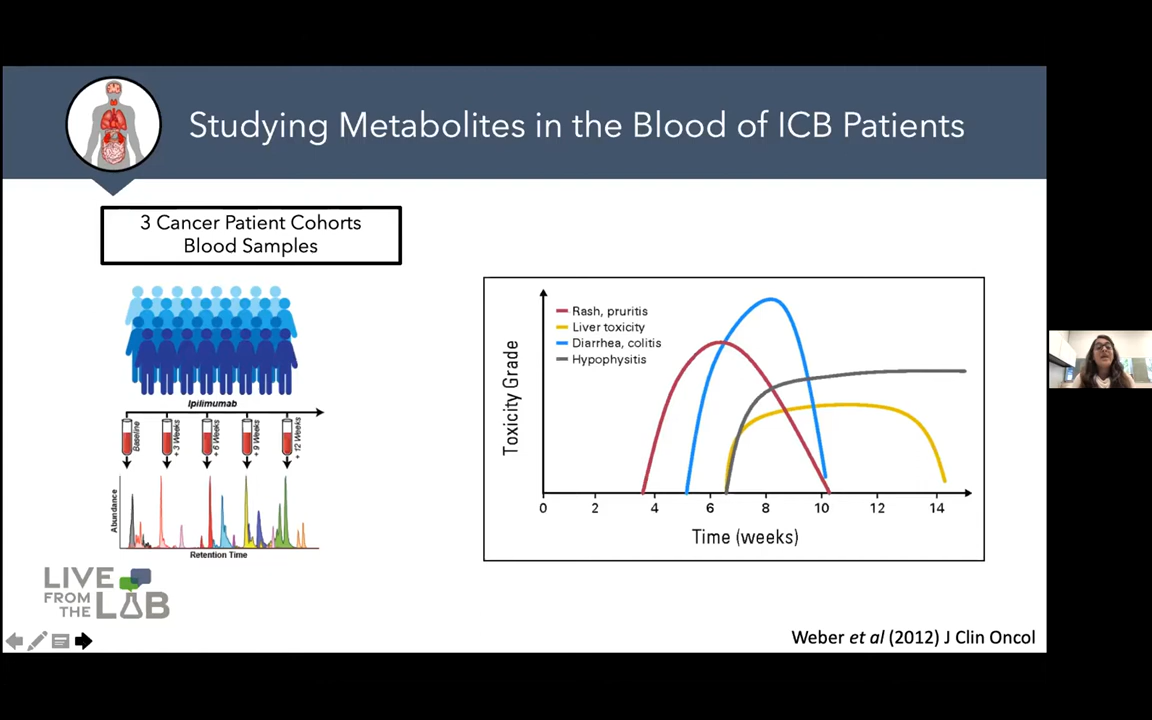 Studying Metabolites in the Blood of ICB Patients
3 Cancer Patient Cohorts
Blood Samples
Ipilimumab
Baseline
+ 3 Weeks
+ 6 Weeks
+ 9 Weeks
+ 12 Weeks
Abundance
Retention Time
Rash, pruritis
Liver toxicity
Diarrhea, colitis
Hypophysitis
Toxicity Grade
0 2 4 6 8 10 12 14
Time (weeks)
LIVE
FROM
THE LAB
Weber et al (2012) J Clin Oncol